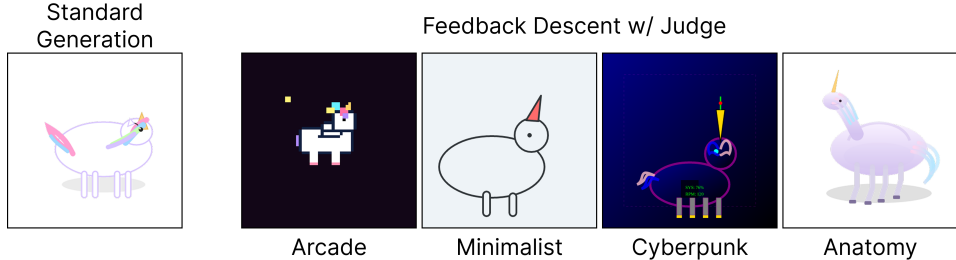 Standard
Generation
Feedback Descent w/ Judge
Arcade
Minimalist
Cyberpunk
Anatomy